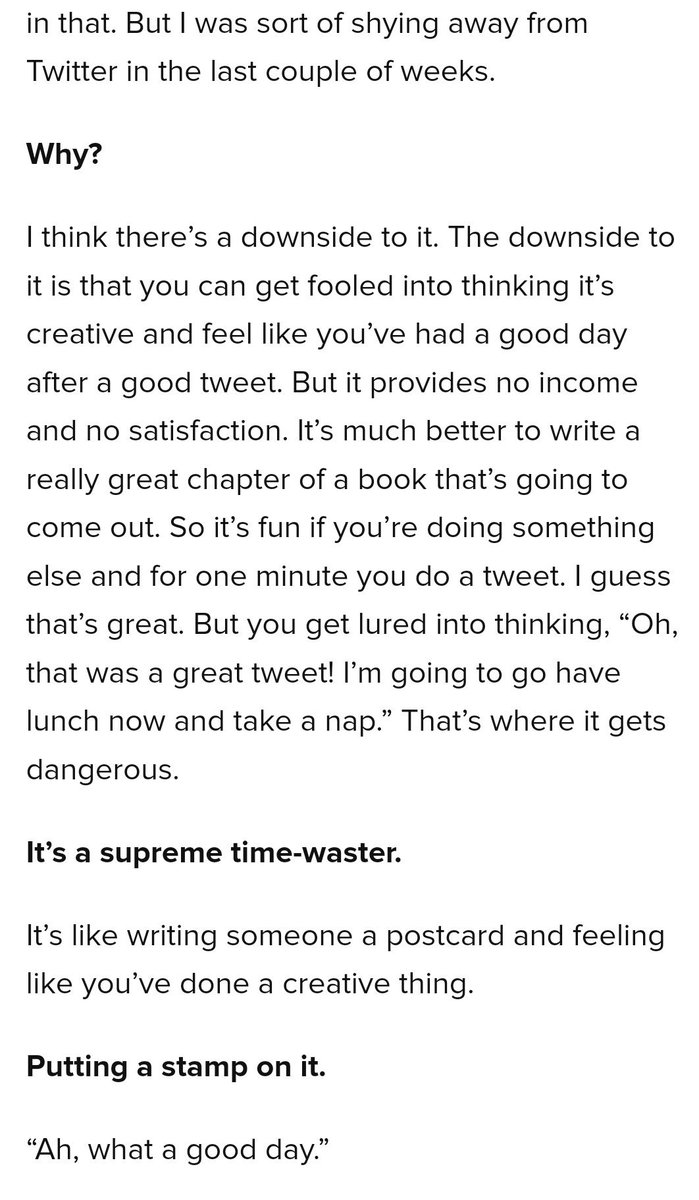 in that. But I was sort of shying away from
Twitter in the last couple of weeks.
Why?
I think there’s a downside to it. The downside to
it is that you can get fooled into thinking it’s
creative and feel like you’ve had a good day
after a good tweet. But it provides no income
and no satisfaction. It’s much better to write a
really great chapter of a book that’s going to
come out. So it’s fun if you’re doing something
else and for one minute you do a tweet. I guess
that’s great. But you get lured into thinking, “Oh,
that was a great tweet! I’m going to go have
lunch now and take a nap.” That’s where it gets
dangerous.
It’s a supreme time-waster.
It’s like writing someone a postcard and feeling
like you’ve done a creative thing.
Putting a stamp on it.
“Ah, what a good day.”